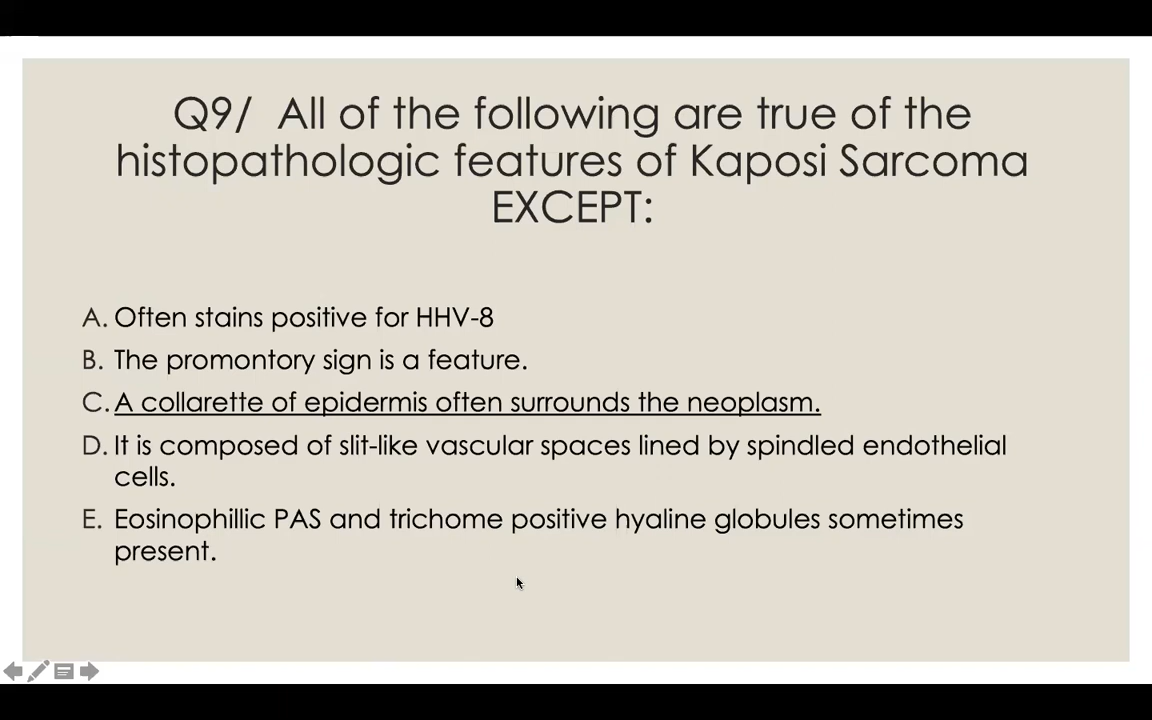 Q9/ All of the following are true of the
histopathologic features of Kaposi Sarcoma
EXCEPT:
A. Often stains positive for HHV-8
B. The promontory sign is a feature.
C. A collarette of epidermis often surrounds the neoplasm.
D. It is composed of slit-like vascular spaces lined by spindled endothelial
cells.
E. Eosinophillic PAS and trichome positive hyaline globules sometimes
present.